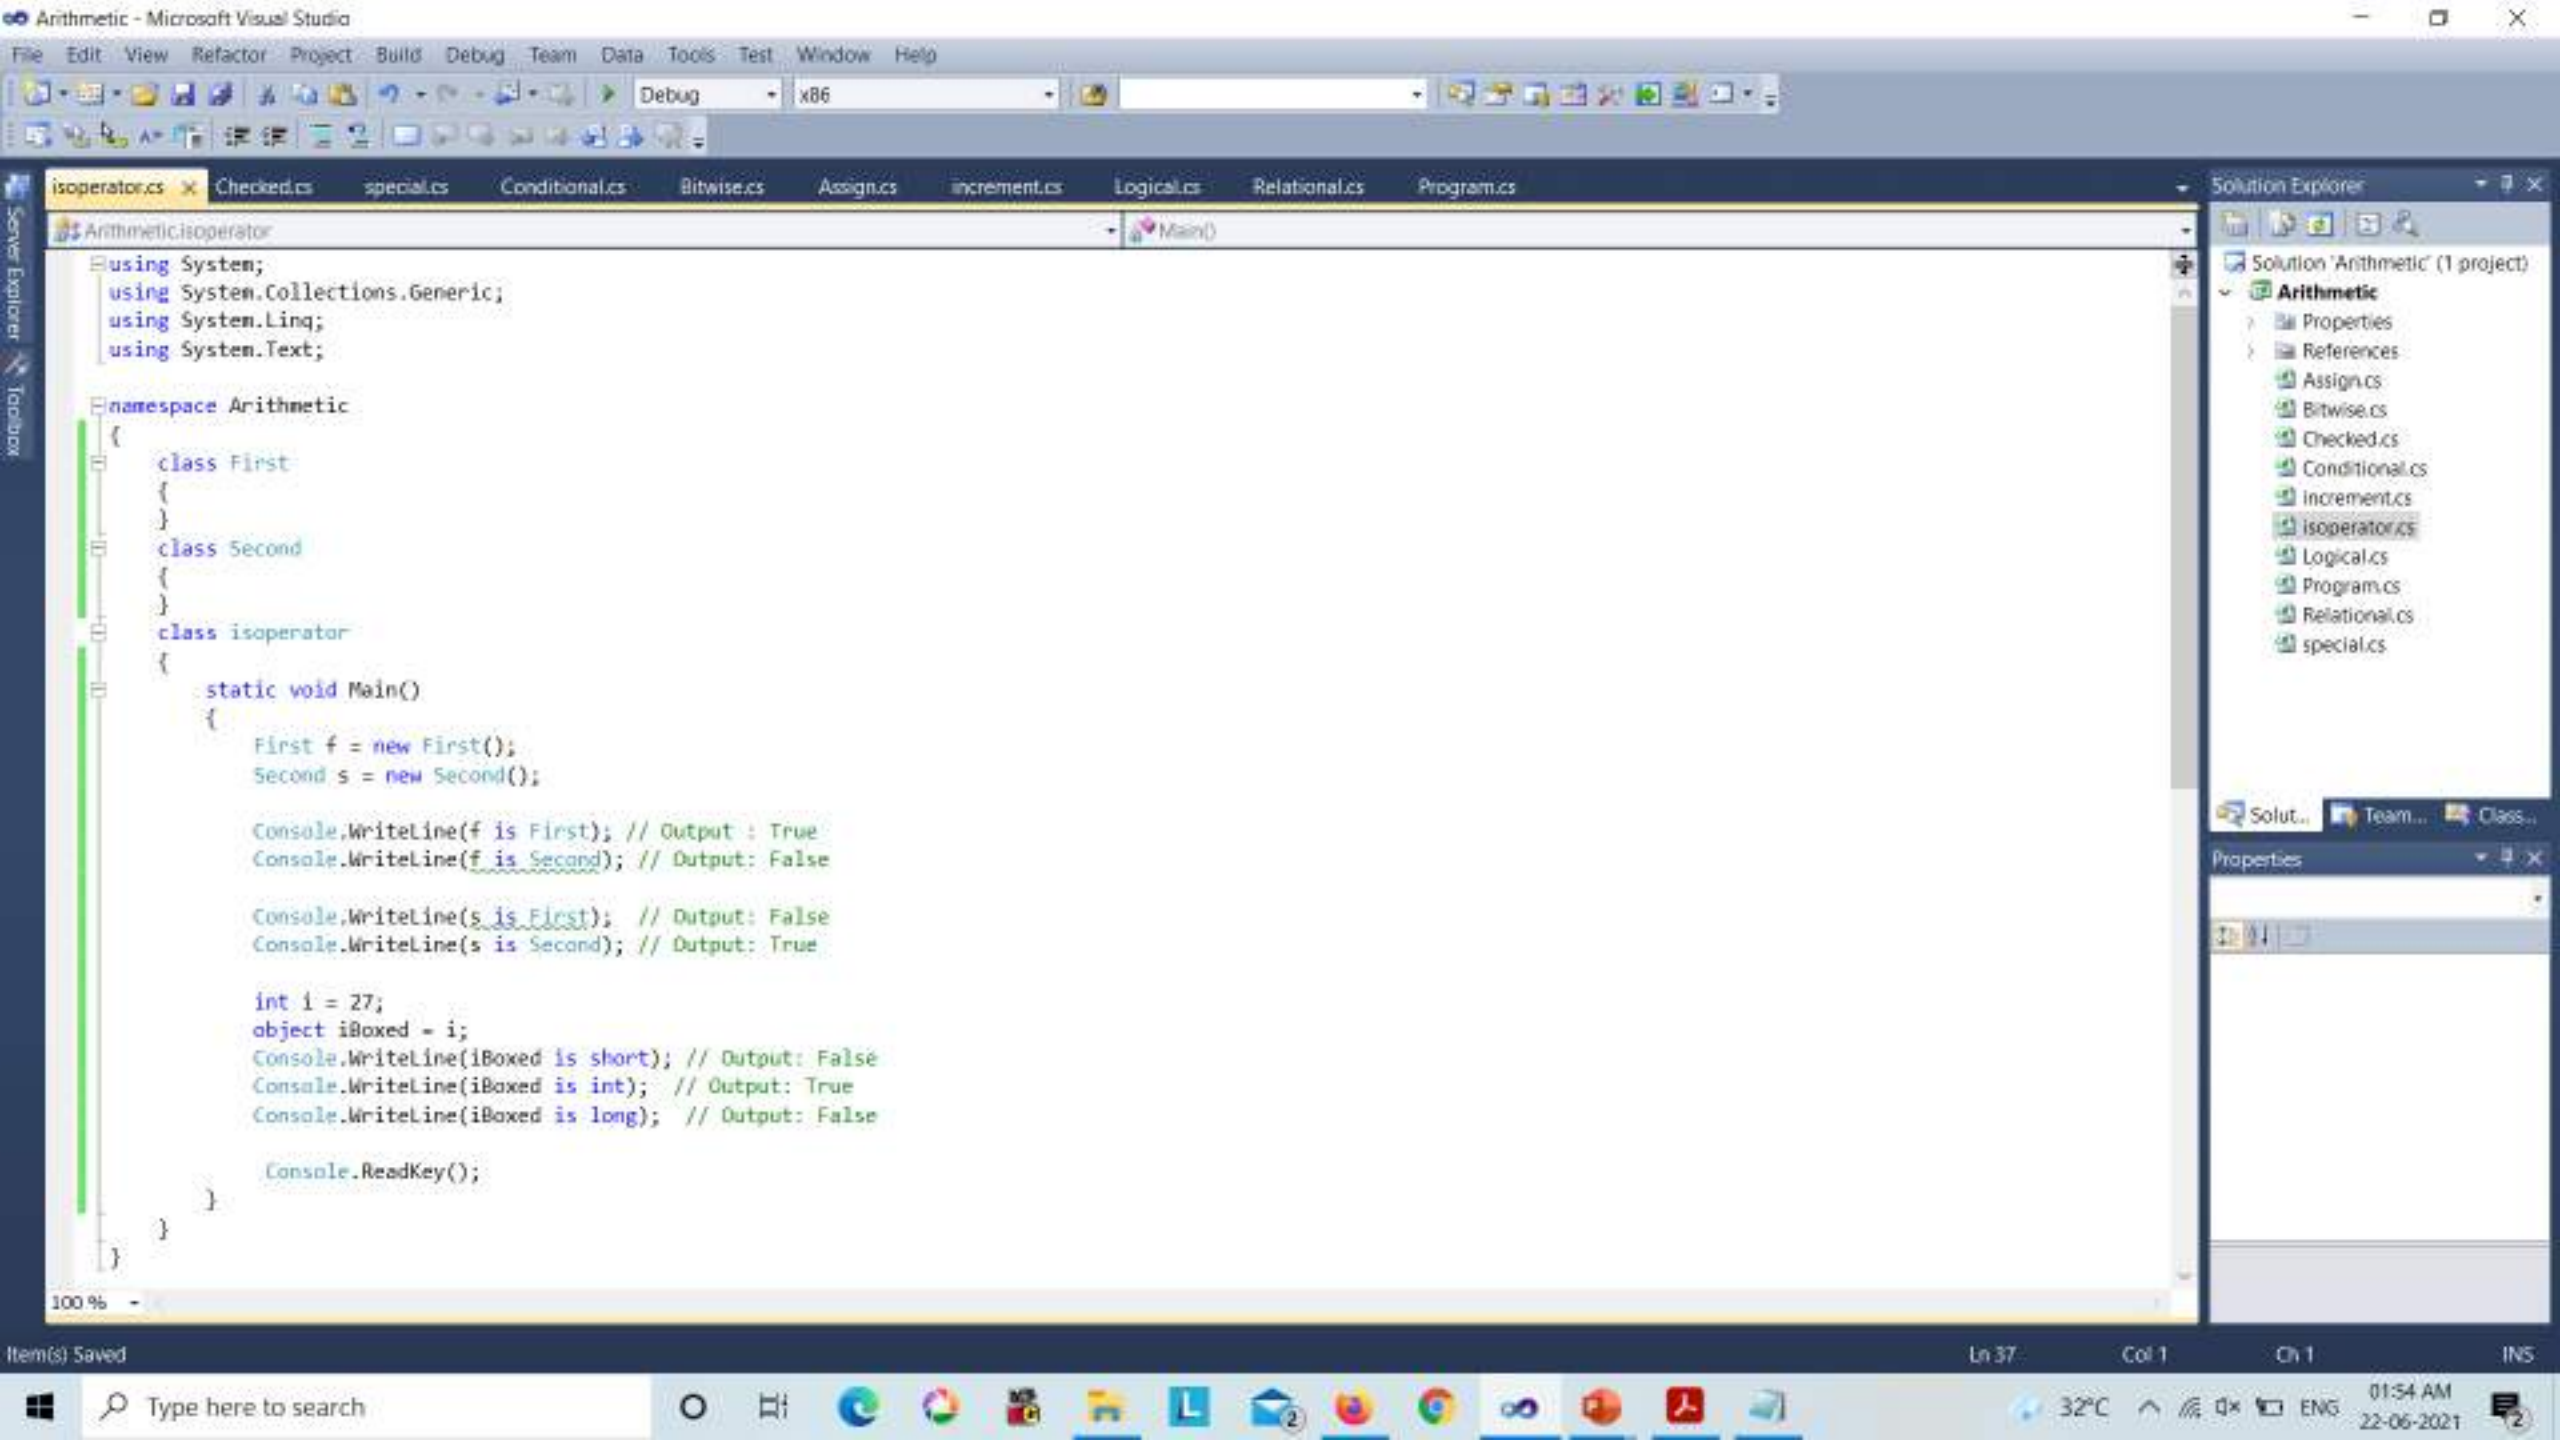 Arithmetic - Microsoft Visual Studio
File Edit View Refactor Project Build Debug Team Data Tools Test Window Help
Debug x86
isoperator.cs Checked.cs special.cs Conditional.cs Bitwise.cs Assign.cs increment.cs Logical.cs Relational.cs Program.cs
Arithmetic.isoperator Main()
Server Explorer
Toolbox
using System;
using System.Collections.Generic;
using System.Linq;
using System.Text;
namespace Arithmetic
{
class First
{
}
class Second
{
}
class isoperator
{
static void Main()
{
First f = new First();
Second s = new Second();
Console.WriteLine(f is First); // Output : True
Console.WriteLine(f is Second); // Output: False
Console.WriteLine(s is First); // Output: False
Console.WriteLine(s is Second); // Output: True
int i = 27;
object iBoxed = i;
Console.WriteLine(iBoxed is short); // Output: False
Console.WriteLine(iBoxed is int); // Output: True
Console.WriteLine(iBoxed is long); // Output: False
Console.ReadKey();
}
}
}
100 %
Solution Explorer
Solution 'Arithmetic' (1 project)
Arithmetic
Properties
References
Assign.cs
Bitwise.cs
Checked.cs
Conditional.cs
increment.cs
isoperator.cs
Logical.cs
Program.cs
Relational.cs
special.cs
Solut... Team... Class...
Properties
Item(s) Saved Ln 37 Col 1 Ch 1 INS
Type here to search
2
32°C ENG
01:54 AM
22-06-2021
2